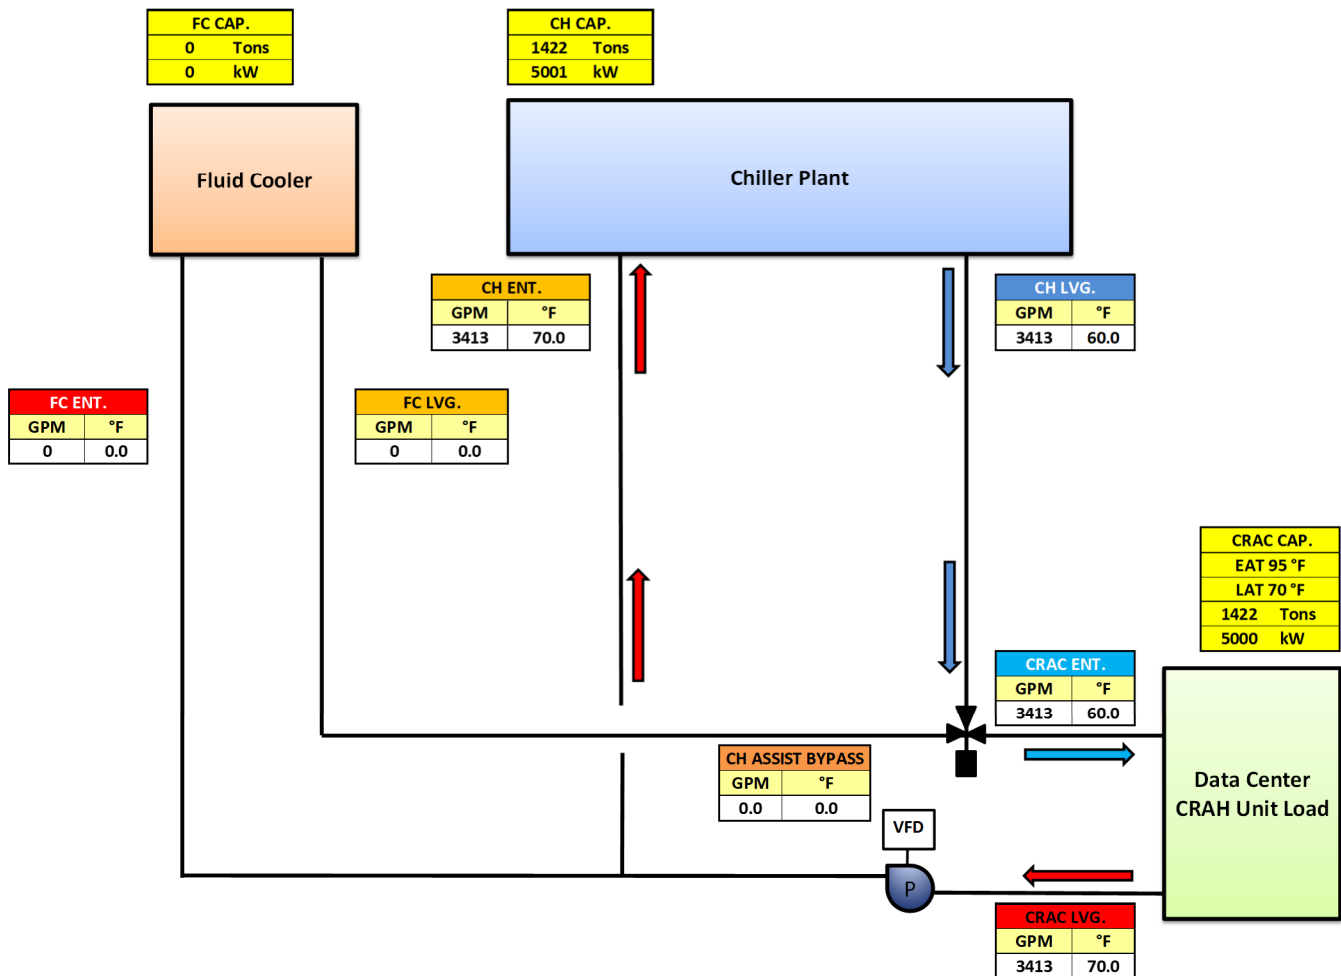 FC CAP.
0 Tons
0 kW
CH CAP.
1422 Tons
5001 kW
Fluid Cooler
Chiller Plant
CH ENT.
GPM °F
3413 70.0
CH LVG.
GPM °F
3413 60.0
FC ENT.
GPM °F
0 0.0
FC LVG.
GPM °F
0 0.0
CRAC CAP.
EAT 95 °F
LAT 70 °F
1422 Tons
5000 kW
CRAC ENT.
GPM °F
3413 60.0
CH ASSIST BYPASS
GPM °F
0.0 0.0
Data Center
CRAH Unit Load
VFD
P
CRAC LVG.
GPM °F
3413 70.0